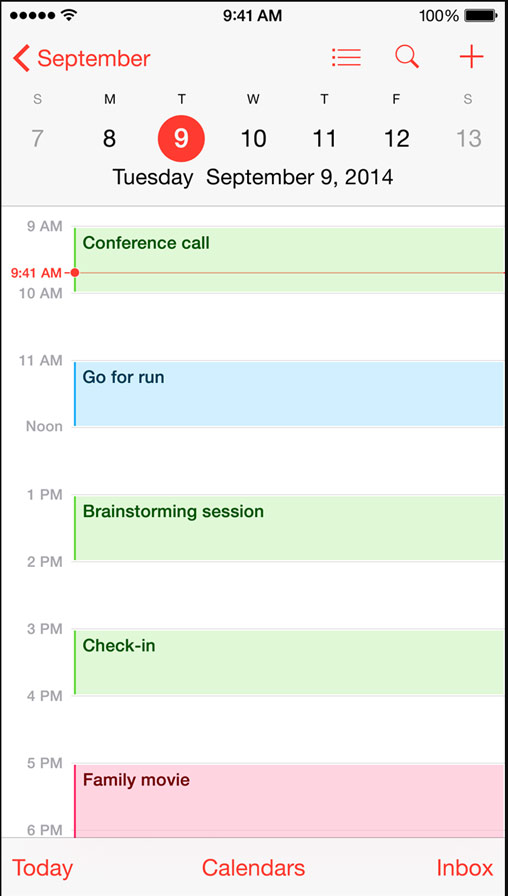 9:41 AM 100%
September
S M T W T F S
7 8 9 10 11 12 13
Tuesday September 9, 2014
9 AM
Conference call
9:41 AM
10 AM
11 AM
Go for run
Noon
1 PM
Brainstorming session
2 PM
3 PM
Check-in
4 PM
5 PM
Family movie
6 PM
Today Calendars Inbox